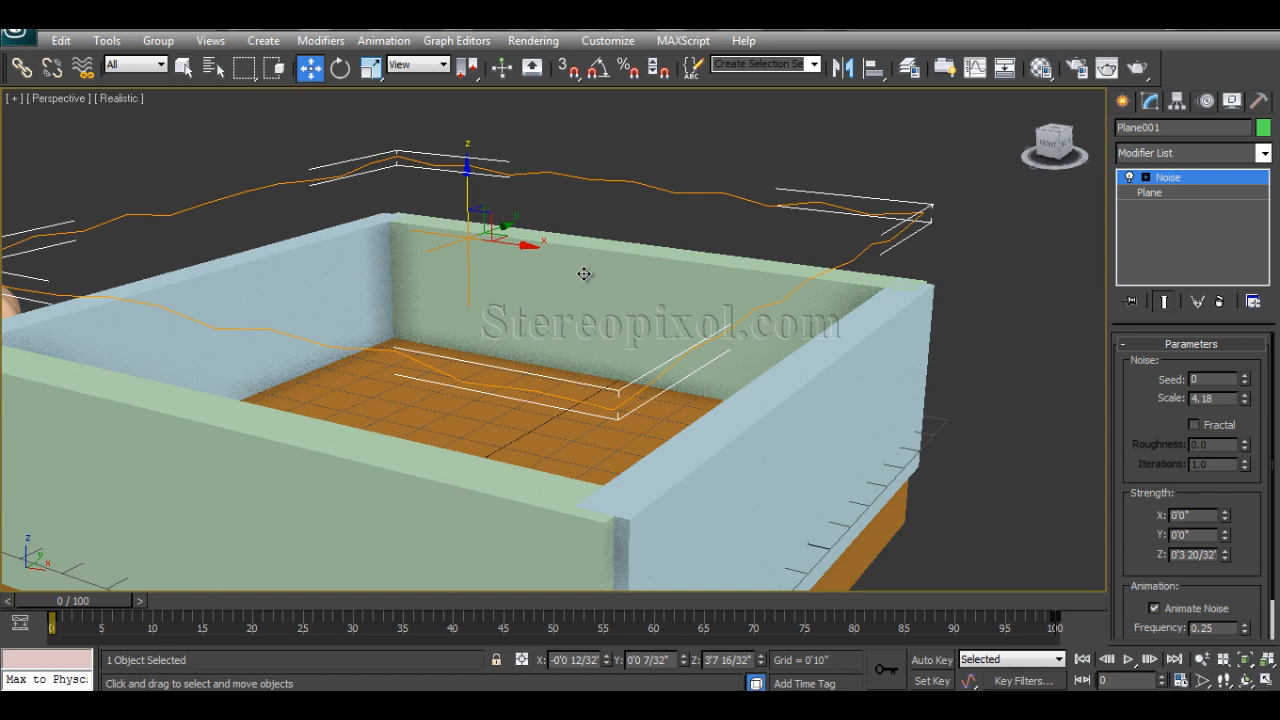 Edit Tools Group Views Create Modifiers Animation Graph Editors Rendering Customize MAXScript Help
All View 3 ABC Create Selection Se
[ + ] [ Perspective ] [ Realistic ]
Plane001
Modifier List
Noise
Plane
FRONT
z
y
x
Stereopixol.com
- Parameters
Noise:
Seed: 0
Scale: 4.18
Fractal
Roughness: 0.0
Iterations: 1.0
Strength:
X: 0'0"
Y: 0'0"
Z: 0'3 20/32"
Animation:
Animate Noise
Frequency: 0.25
z
y
x
< 0 / 100 >
0 5 10 15 20 25 30 35 40 45 50 55 60 65 70 75 80 85 90 95 100
1 Object Selected X: -0'0 12/32" Y: 0'0 7/32" Z: 3'7 16/32" Grid = 0'10" Auto Key Selected
Max to Physc: Click and drag to select and move objects Add Time Tag Set Key Key Filters... 0